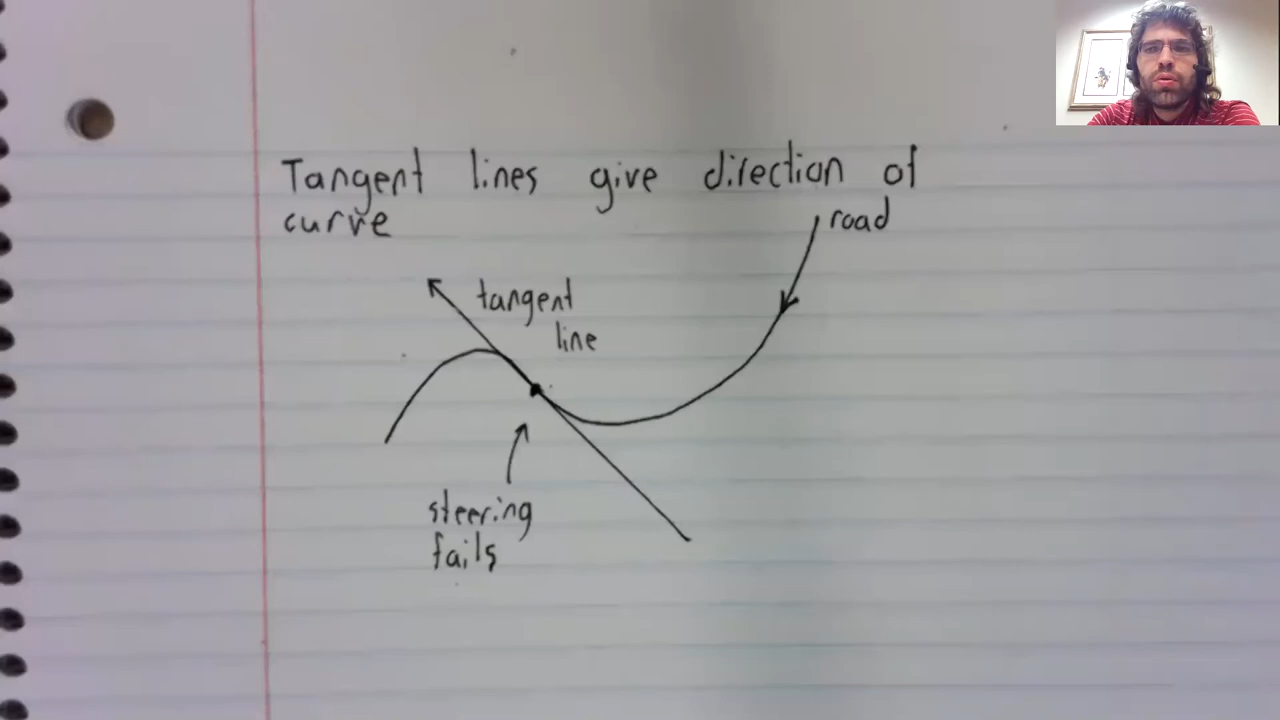 Tangent lines give direction of
curve
road
tangent
line
steering
fails